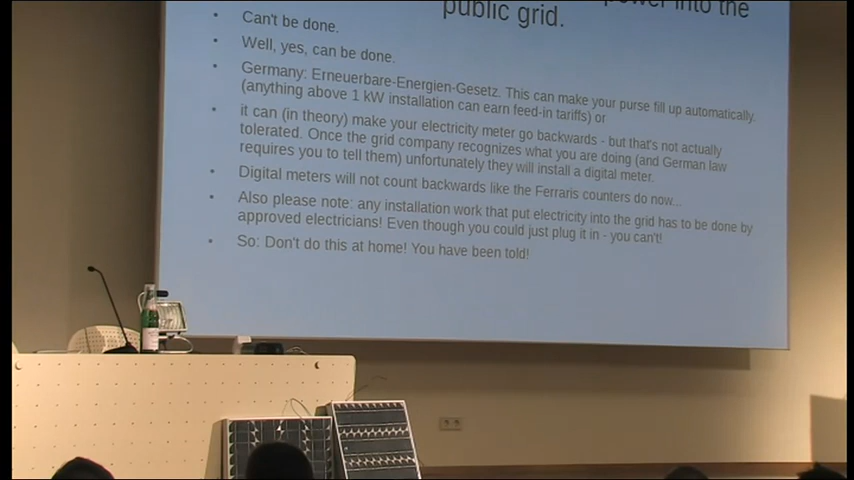 power into the
public grid.
Can't be done.
Well, yes, can be done.
Germany: Erneuerbare-Energien-Gesetz. This can make your purse fill up automatically.
(anything above 1 kW installation can earn feed-in tariffs) or
it can (in theory) make your electricity meter go backwards - but that's not actually
tolerated. Once the grid company recognizes what you are doing (and German law
requires you to tell them) unfortunately they will install a digital meter.
Digital meters will not count backwards like the Ferraris counters do now...
Also please note: any installation work that put electricity into the grid has to be done by
approved electricians! Even though you could just plug it in - you can't!
So: Don't do this at home! You have been told!